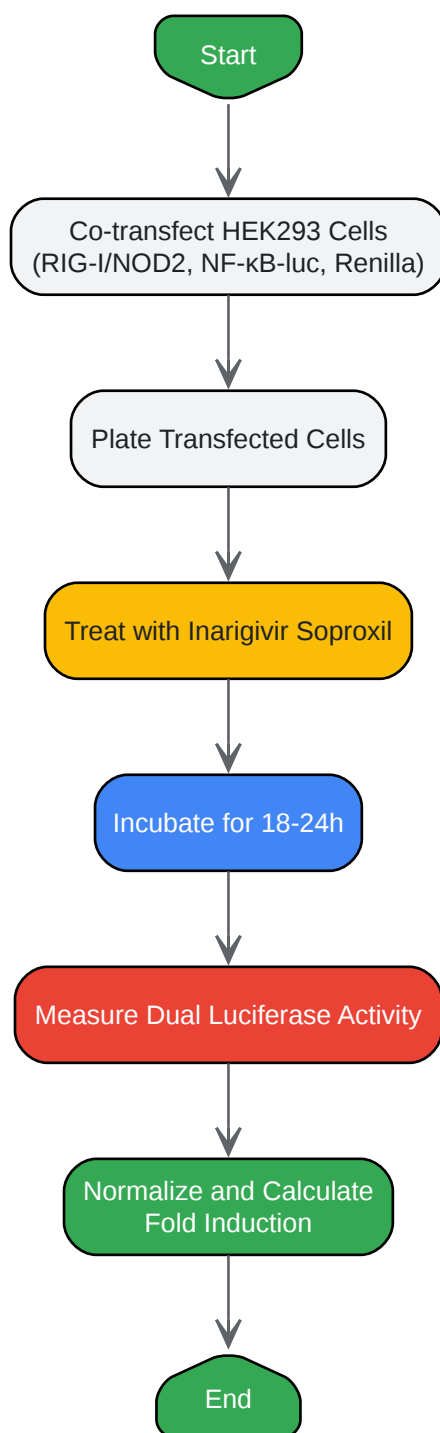 Start
Co-transfect HEK293 Cells
(RIG-I/NOD2, NF-κB-luc, Renilla)
Plate Transfected Cells
Treat with Inarigivir Soproxil
Incubate for 18-24h
Measure Dual Luciferase Activity
Normalize and Calculate
Fold Induction
End